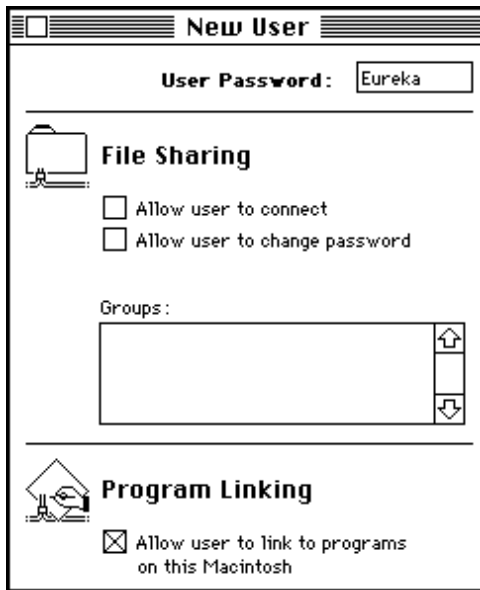 New User
User Password: Eureka
File Sharing
Allow user to connect
Allow user to change password
Groups:
Program Linking
Allow user to link to programs
on this Macintosh